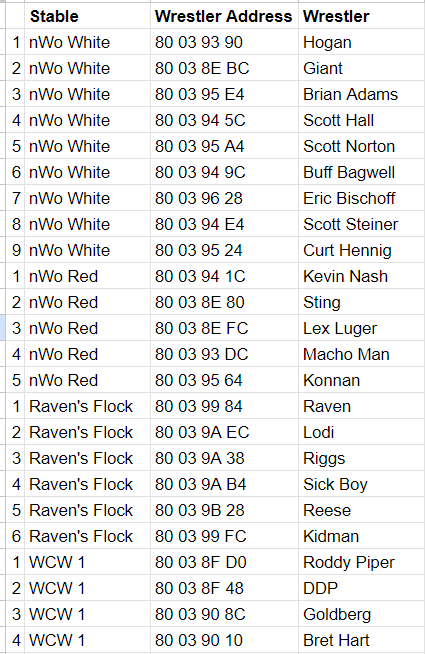 Stable Wrestler Address Wrestler
1 nWo White 80 03 93 90 Hogan
2 nWo White 80 03 8E BC Giant
3 nWo White 80 03 95 E4 Brian Adams
4 nWo White 80 03 94 5C Scott Hall
5 nWo White 80 03 95 A4 Scott Norton
6 nWo White 80 03 94 9C Buff Bagwell
7 nWo White 80 03 96 28 Eric Bischoff
8 nWo White 80 03 94 E4 Scott Steiner
9 nWo White 80 03 95 24 Curt Hennig
1 nWo Red 80 03 94 1C Kevin Nash
2 nWo Red 80 03 8E 80 Sting
3 nWo Red 80 03 8E FC Lex Luger
4 nWo Red 80 03 93 DC Macho Man
5 nWo Red 80 03 95 64 Konnan
1 Raven's Flock 80 03 99 84 Raven
2 Raven's Flock 80 03 9A EC Lodi
3 Raven's Flock 80 03 9A 38 Riggs
4 Raven's Flock 80 03 9A B4 Sick Boy
5 Raven's Flock 80 03 9B 28 Reese
6 Raven's Flock 80 03 99 FC Kidman
1 WCW 1 80 03 8F D0 Roddy Piper
2 WCW 1 80 03 8F 48 DDP
3 WCW 1 80 03 90 8C Goldberg
4 WCW 1 80 03 90 10 Bret Hart